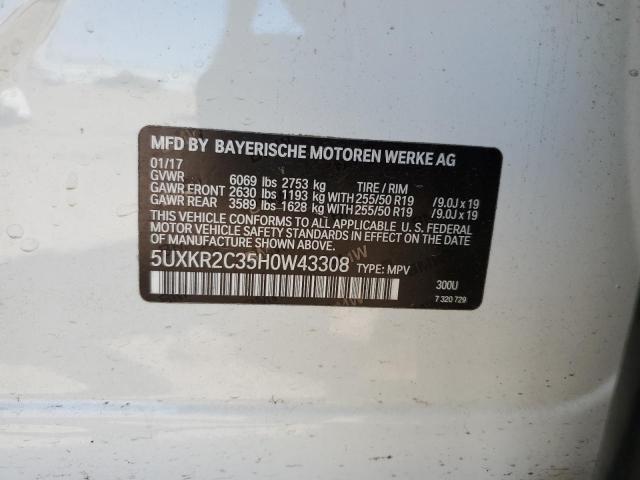 MFD BY BAYERISCHE MOTOREN WERKE AG
01/17
GVWR 6069 lbs 2753 kg TIRE / RIM
GAWR FRONT 2630 lbs 1193 kg WITH 255/50 R19 /9.0J x 19
GAWR REAR 3589 lbs 1628 kg WITH 255/50 R19 /9.0J x 19
THIS VEHICLE CONFORMS TO ALL APPLICABLE U. S. FEDERAL
MOTOR VEHICLE SAFETY STANDARDS IN EFFECT ON THE
DATE OF MANUFACTURE SHOWN ABOVE.
5UXKR2C35H0W43308 TYPE: MPV
300U
7 320 729